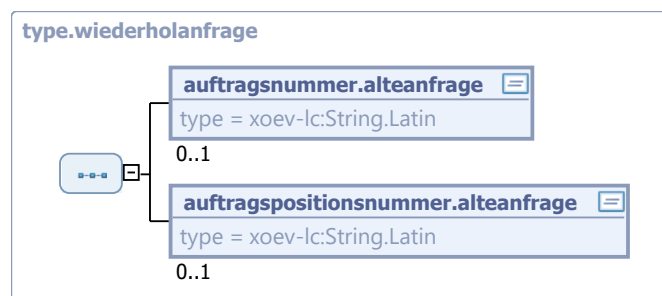 type.wiederholanfrage
auftragsnummer.alteanfrage
type = xoev-lc:String.Latin
0..1
auftragspositionsnummer.alteanfrage
type = xoev-lc:String.Latin
0..1